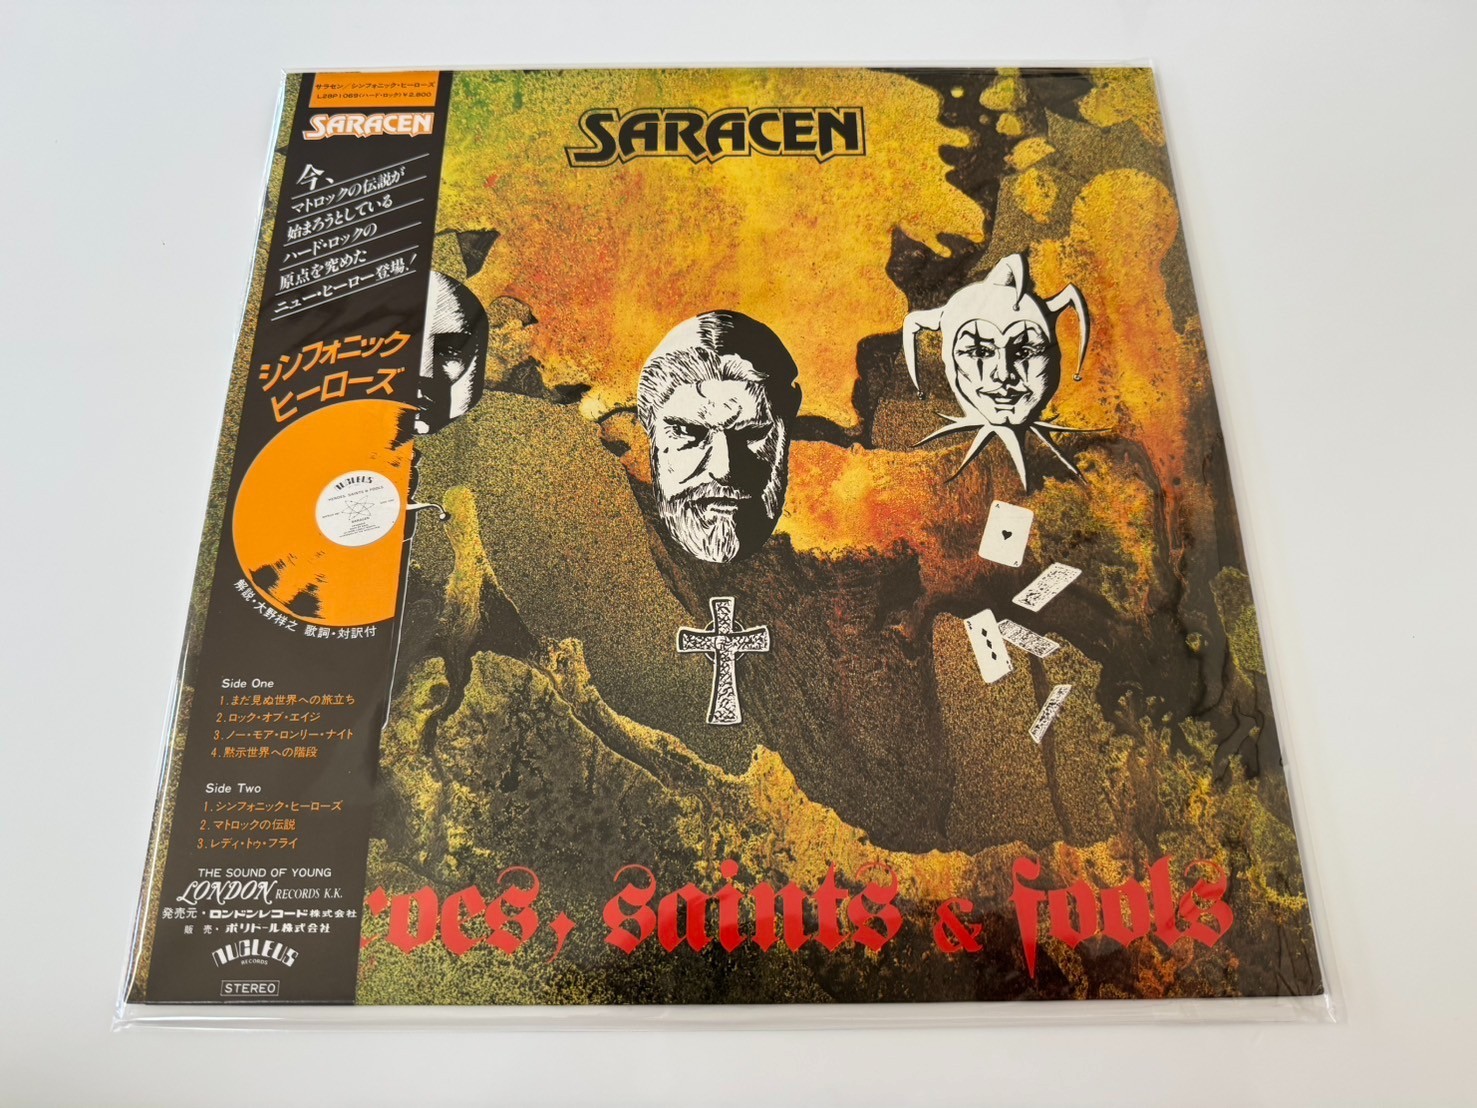 サラセン/シンフォニック・ヒーローズ
L28P1069(ハード・ロック)¥2,800
SARACEN
今、
マトロックの伝説が
始まろうとしている
ハード・ロックの
原点を究めた
ニュー・ヒーロー登場!
シンフォニック
ヒーローズ
NUCLEUS
HEROES, SAINTS & FOOLS
SARACEN
解説・大野祥之 歌詞・対訳付
Side One
1.まだ見ぬ世界への旅立ち
2.ロック・オブ・エイジ
3.ノー・モア・ロンリー・ナイト
4.黙示世界への階段
Side Two
1.シンフォニック・ヒーローズ
2.マトロックの伝説
3.レディ・トゥ・フライ
THE SOUND OF YOUNG
LONDON RECORDS K.K.
発売元・ロンドンレコード株式会社
販売・ポリドール株式会社
NUCLEUS
RECORDS
STEREO
SARACEN
roes, saints & fools